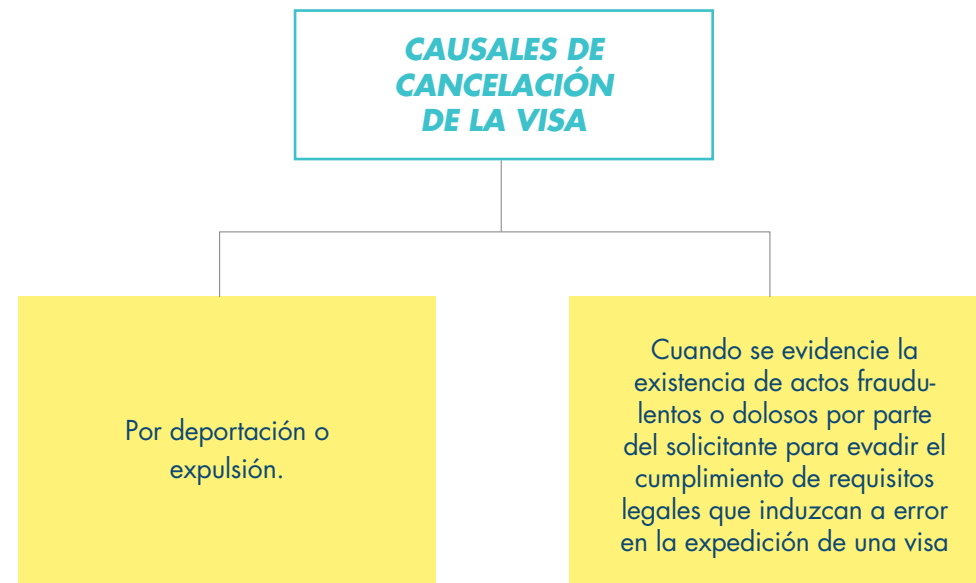 CAUSALES DE
CANCELACIÓN
DE LA VISA
Por deportación o
expulsión.
Cuando se evidencie la
existencia de actos fraudu-
lentos o dolosos por parte
del solicitante para evadir el
cumplimiento de requisitos
legales que induzcan a error
en la expedición de una visa